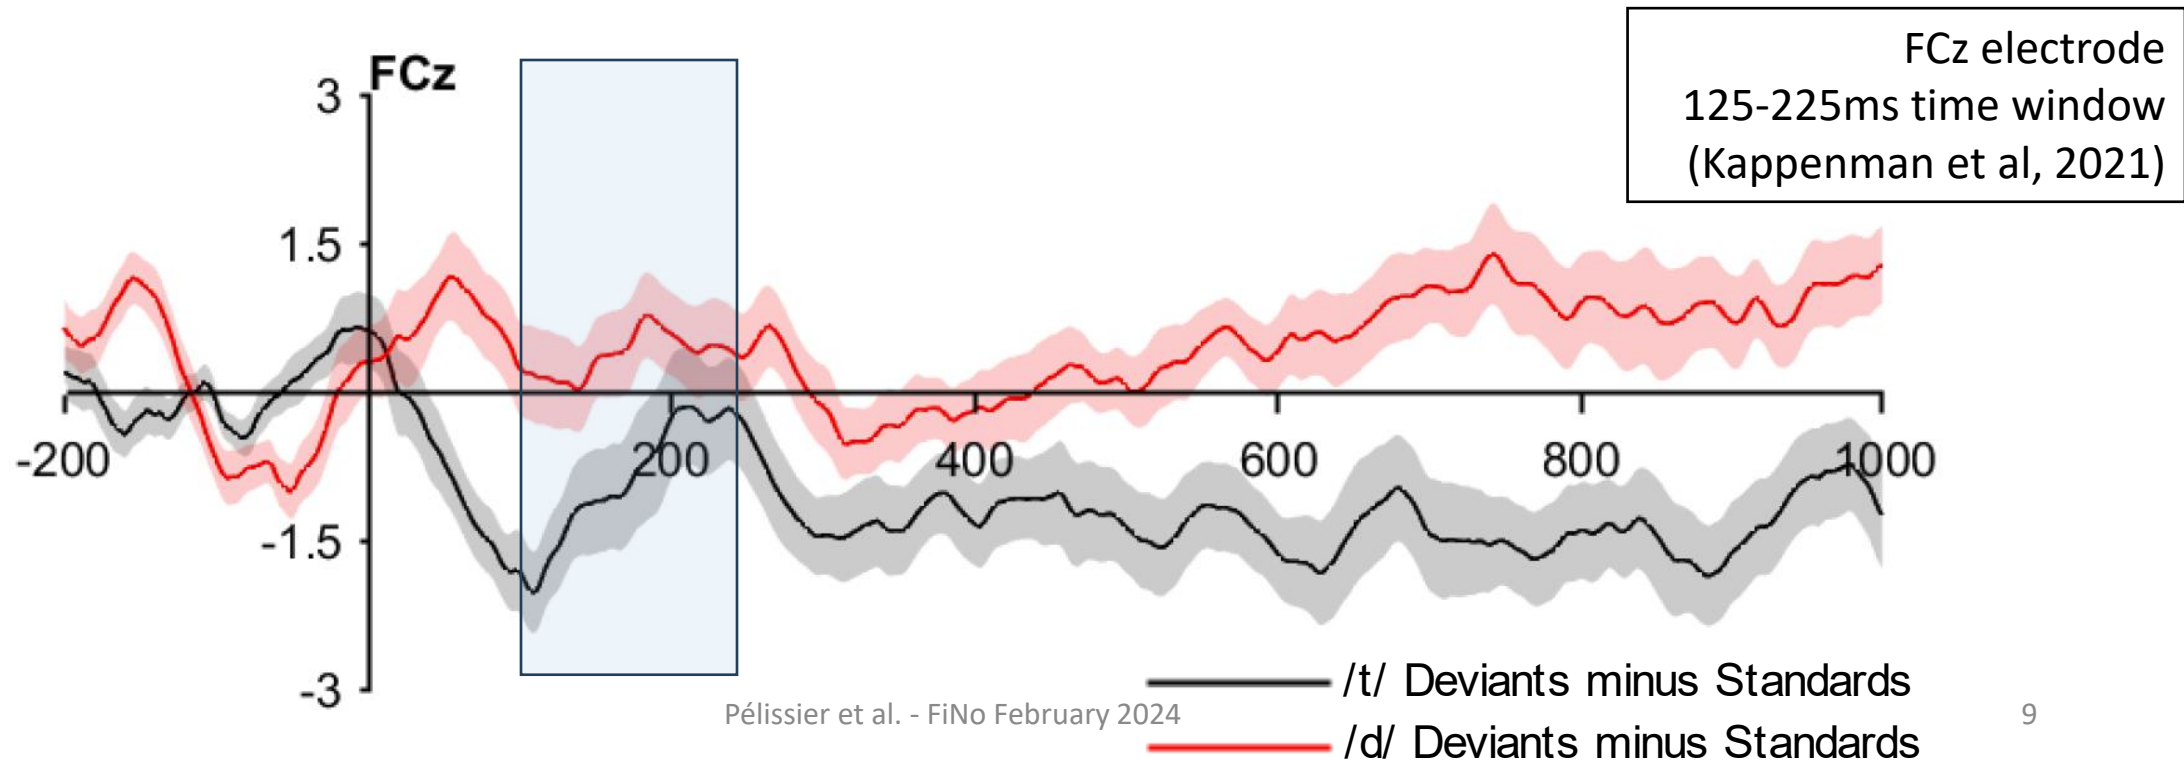 FCz electrode
125-225ms time window
(Kappenman et al, 2021)
FCz
3
1.5
-200 200 400 600 800 1000
-1.5
-3
/t/ Deviants minus Standards
Pélissier et al. - FiNo February 2024 9
/d/ Deviants minus Standards